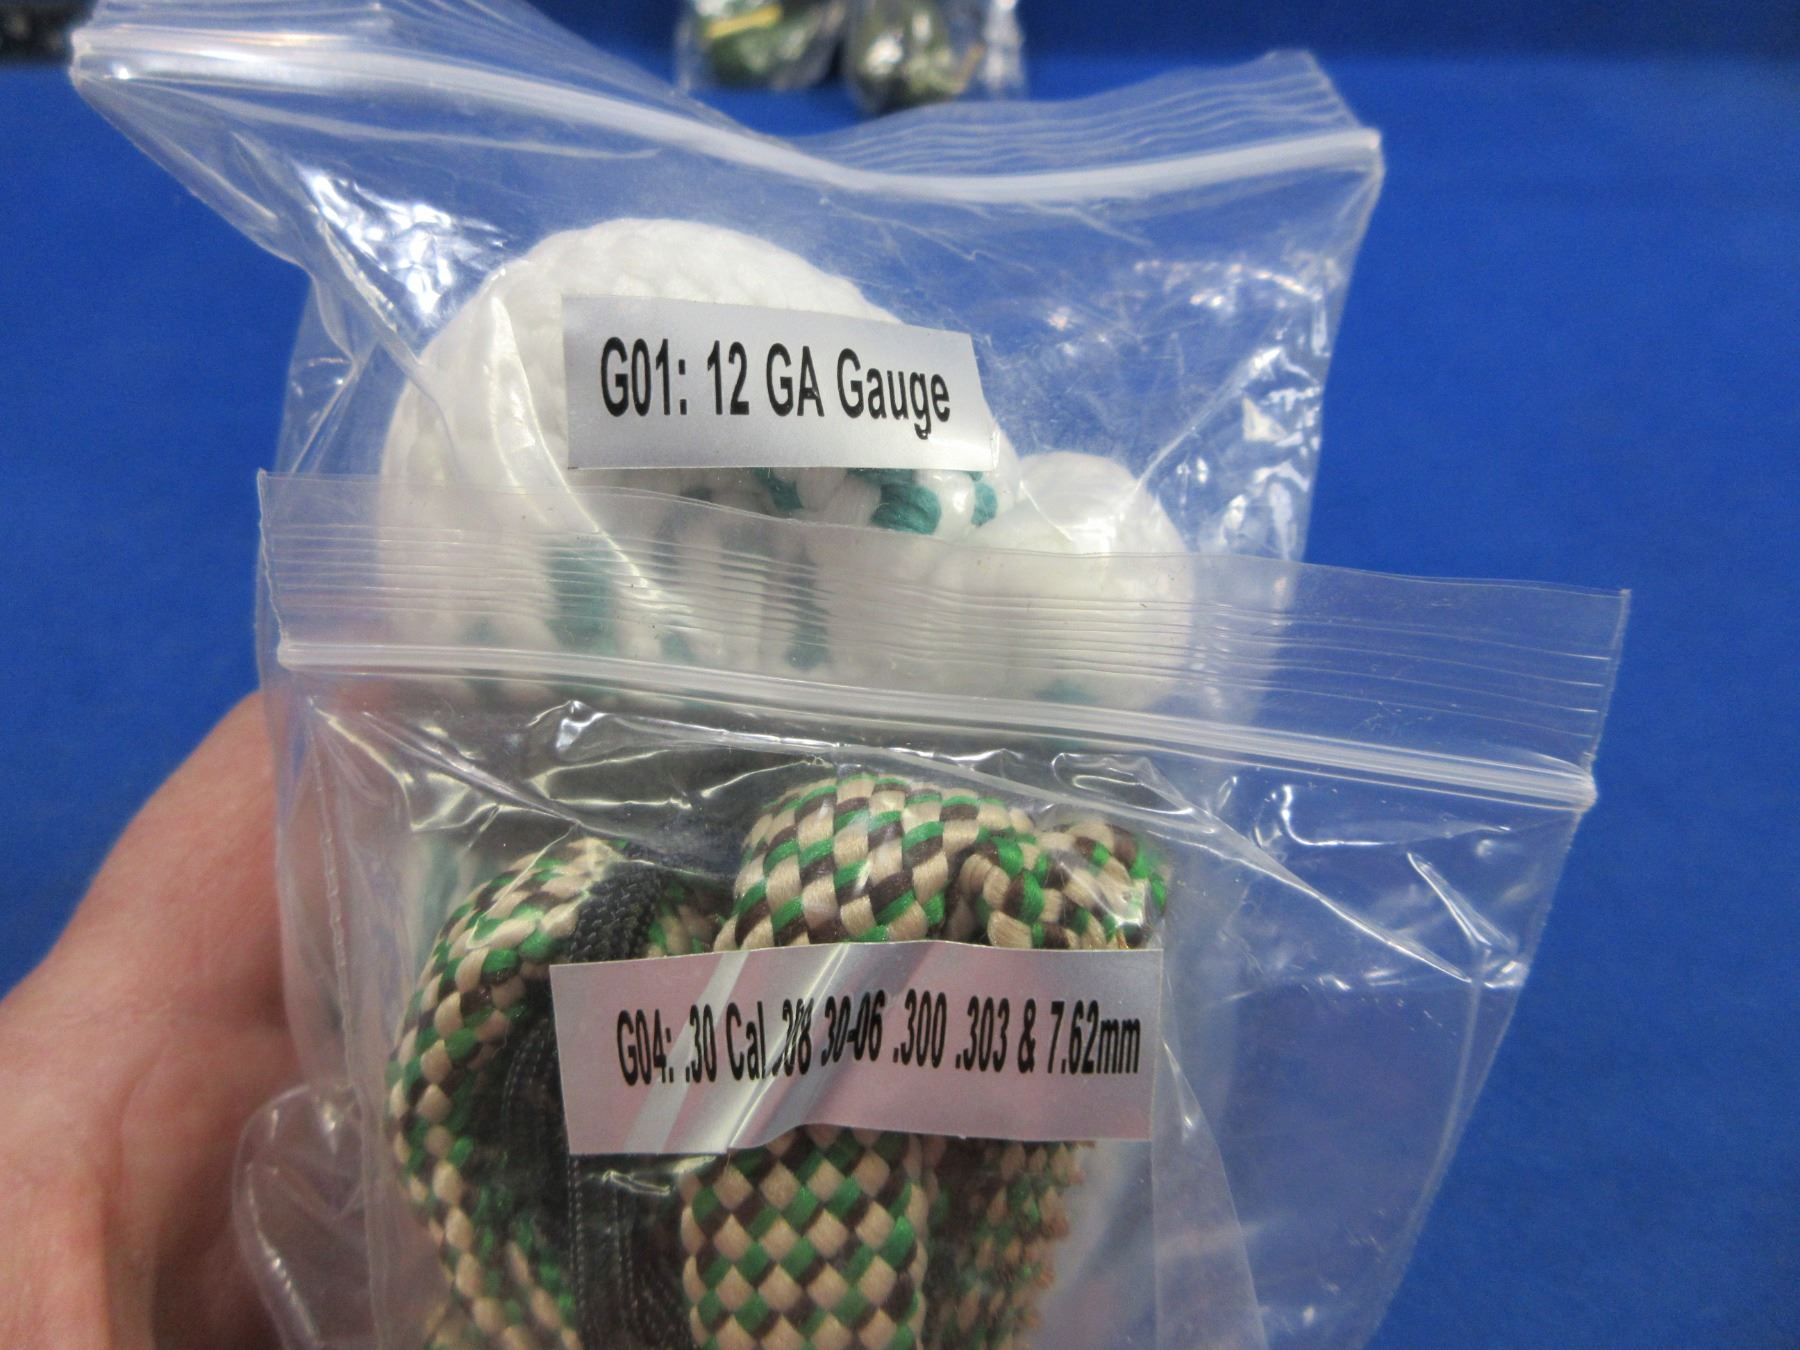 G01: 12 GA Gauge
G04: .30 Cal .308 30-06 .300 .303 & 7.62mm